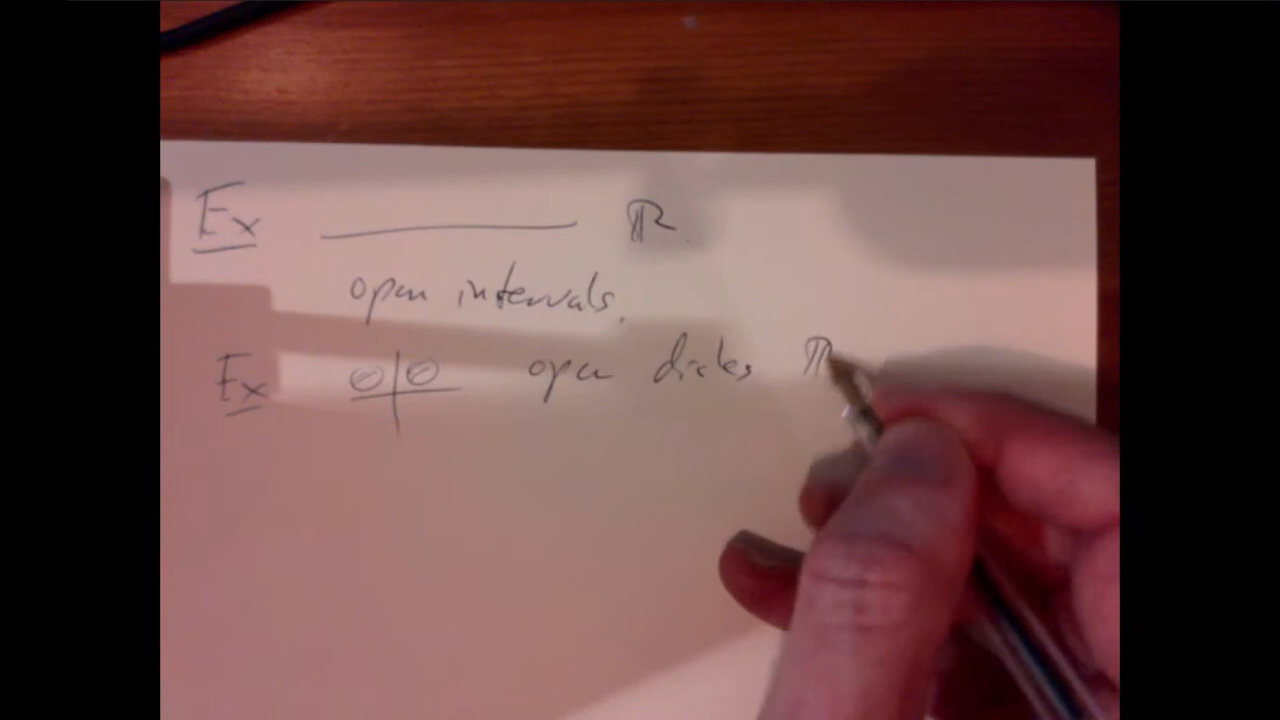 Ex ℝ.
open intervals.
Ex open disks ℝ